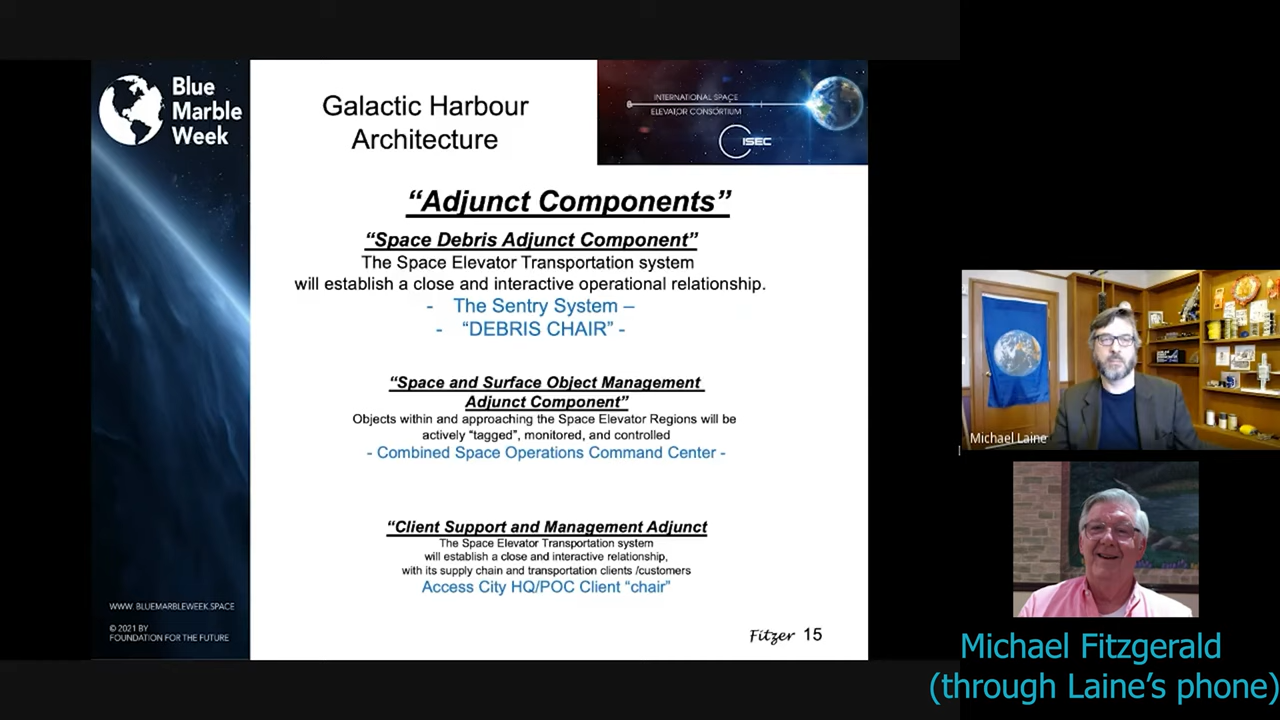 Blue
Marble
Week
Galactic Harbour
Architecture
INTERNATIONAL SPACE
ELEVATOR CONSORTIUM
ISEC
“Adjunct Components”
“Space Debris Adjunct Component”
The Space Elevator Transportation system
will establish a close and interactive operational relationship.
- The Sentry System –
- “DEBRIS CHAIR” -
“Space and Surface Object Management
Adjunct Component”
Objects within and approaching the Space Elevator Regions will be
actively “tagged”, monitored, and controlled
- Combined Space Operations Command Center -
“Client Support and Management Adjunct
The Space Elevator Transportation system
will establish a close and interactive relationship,
with its supply chain and transportation clients /customers
Access City HQ/POC Client “chair”
WWW. BLUEMARBLEWEEK.SPACE
© 2021 BY
FOUNDATION FOR THE FUTURE
Fitzer 15
Michael Laine
Michael Fitzgerald
(through Laine’s phone)